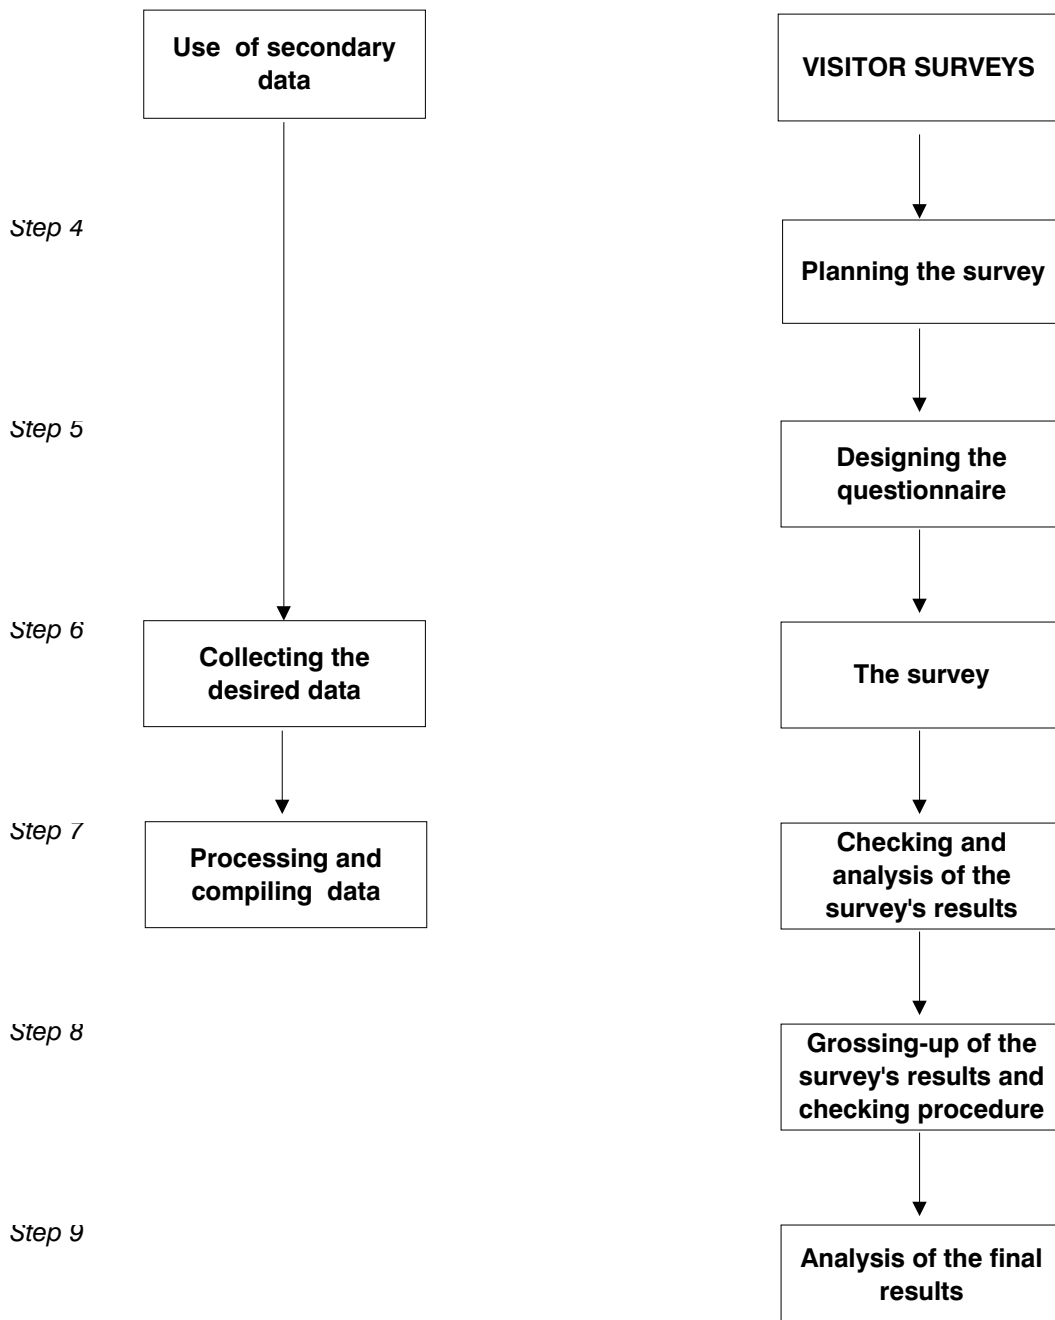 Use of secondary
data
VISITOR SURVEYS
Step 4
Planning the survey
Step 5
Designing the
questionnaire
Step 6
Collecting the
desired data
The survey
Step 7
Processing and
compiling data
Checking and
analysis of the
survey's results
Step 8
Grossing-up of the
survey's results and
checking procedure
Step 9
Analysis of the final
results